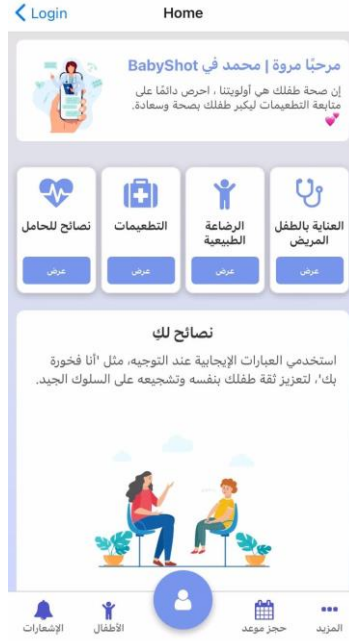 Login
Home
مرحبًا مروة | محمد في BabyShot
إن صحة طفلك هي أولويتنا ، احرص دائمًا على
متابعة التطعيمات ليكبر طفلك بصحة وسعادة.
💕
العناية بالطفل
المريض
عرض
الرضاعة
الطبيعية
عرض
التطعيمات
عرض
نصائح للحامل
عرض
نصائح لكِ
استخدمي العبارات الإيجابية عند التوجيه، مثل 'أنا فخورة
بك'، لتعزيز ثقة طفلك بنفسه وتشجيعه على السلوك الجيد.
المزيد
حجز موعد
الأطفال
الإشعارات